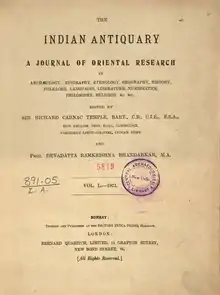 THE
INDIAN ANTIQUARY
A JOURNAL OF ORIENTAL RESEARCH
IN
ARCHÆOLOGY, EPIGRAPHY, ETHNOLOGY, GEOGRAPHY, HISTORY,
FOLKLORE, LANGUAGES, LITERATURE, NUMISMATICS,
PHILOSOPHY, RELIGION, &c. &c.
EDITED BY
SIR RICHARD CARNAC TEMPLE, BART., C.B., C.I.E., F.S.A.,
AND
PROF. DEVADATTA RAMKRISHNA BHANDARKAR, M.A.
891.05
I.A.
VOL. L.—1921.
BOMBAY:
LONDON:
BERNARD QUARITCH, LIMITED, 11 GRAFTON STREET,
NEW BOND STREET, W.
[All Rights Reserved.]